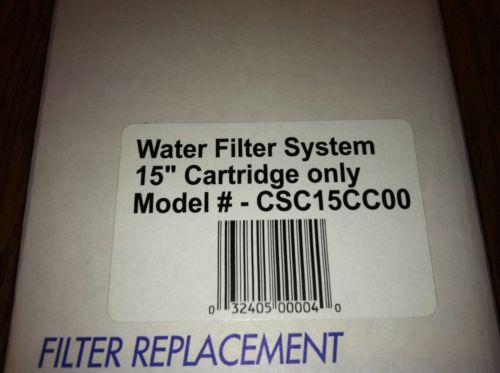 Water Filter System
15" Cartridge only
Model # - CSC15CC00
0 32405 00004 0
FILTER REPLACEMENT